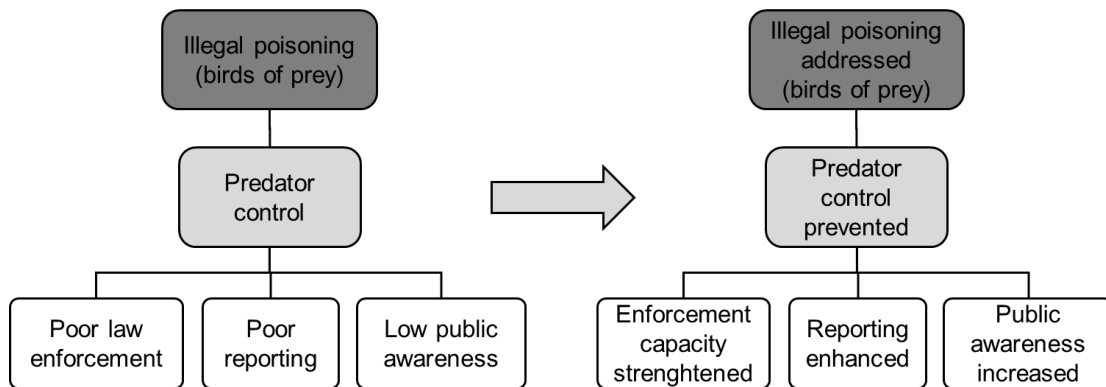 Illegal poisoning
(birds of prey)
Predator
control
Poor law
enforcement
Poor
reporting
Low public
awareness
Illegal poisoning
addressed
(birds of prey)
Predator
control
prevented
Enforcement
capacity
strenghtened
Reporting
enhanced
Public
awareness
increased